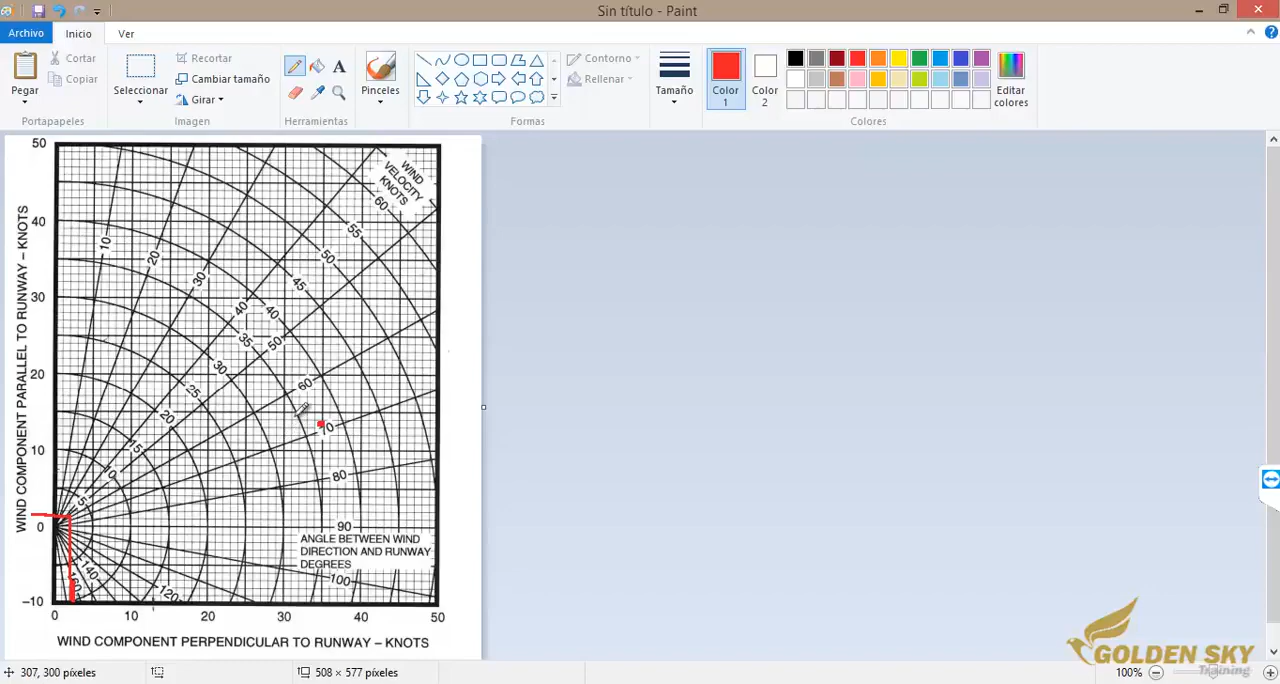 Sin título - Paint
Archivo
Inicio
Ver
Pegar
Cortar
Copiar
Portapapeles
Seleccionar
Recortar
Cambiar tamaño
Girar
Imagen
A
Herramientas
Pinceles
Contorno
Rellenar
Formas
Tamaño
Color 1
Color 2
Editar colores
Colores
WIND COMPONENT PARALLEL TO RUNWAY – KNOTS
50
40
30
20
10
0
–10
10
20
30
40
50
60
70
80
90
100
120
140
160
5
10
15
20
25
30
35
40
45
50
55
60
WIND
VELOCITY
KNOTS
ANGLE BETWEEN WIND
DIRECTION AND RUNWAY
DEGREES
0 10 20 30 40 50
WIND COMPONENT PERPENDICULAR TO RUNWAY – KNOTS
GOLDEN SKY
Training
307, 300 píxeles
508 × 577 píxeles
100%